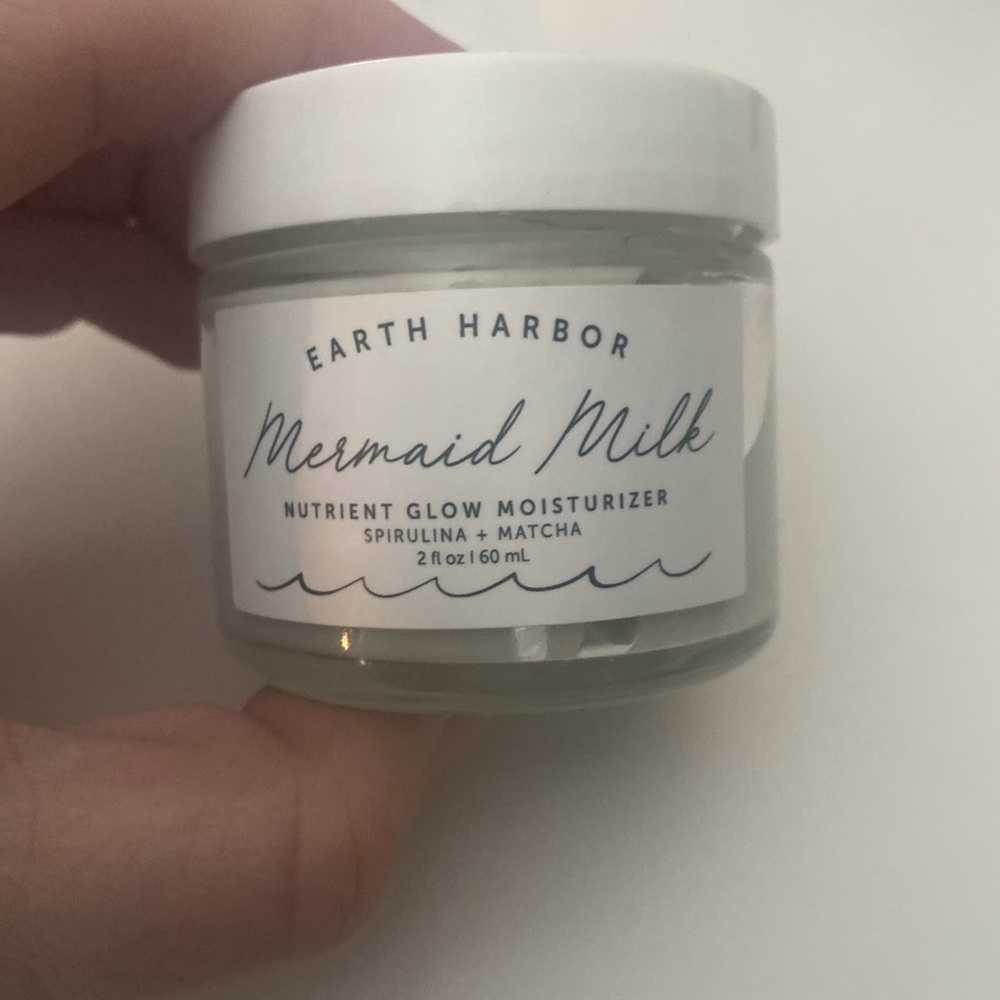 EARTH HARBOR
Mermaid Milk
NUTRIENT GLOW MOISTURIZER
SPIRULINA + MATCHA
2 fl oz | 60 mL